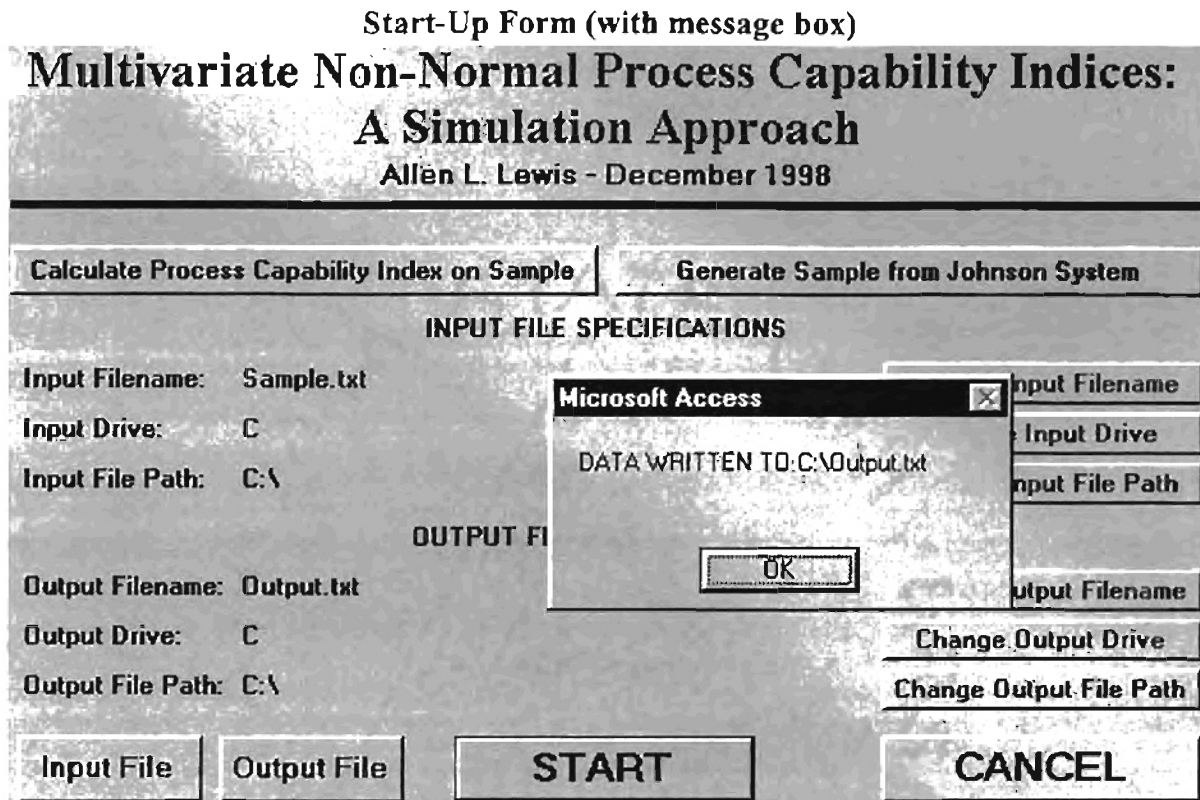 Start-Up Form (with message box)
Multivariate Non-Normal Process Capability Indices:
A Simulation Approach
Allen L. Lewis - December 1998
Calculate Process Capability Index on Sample
Generate Sample from Johnson System
INPUT FILE SPECIFICATIONS
Input Filename: Sample.txt
nput Filename
Input Drive: C
Input Drive
Input File Path: C:\
nput File Path
Microsoft Access
DATA WRITTEN TO:C:\Output.txt
OK
OUTPUT FI
Output Filename: Output.txt
utput Filename
Output Drive: C
Change Output Drive
Output File Path: C:\
Change Output File Path
Input File
Output File
START
CANCEL